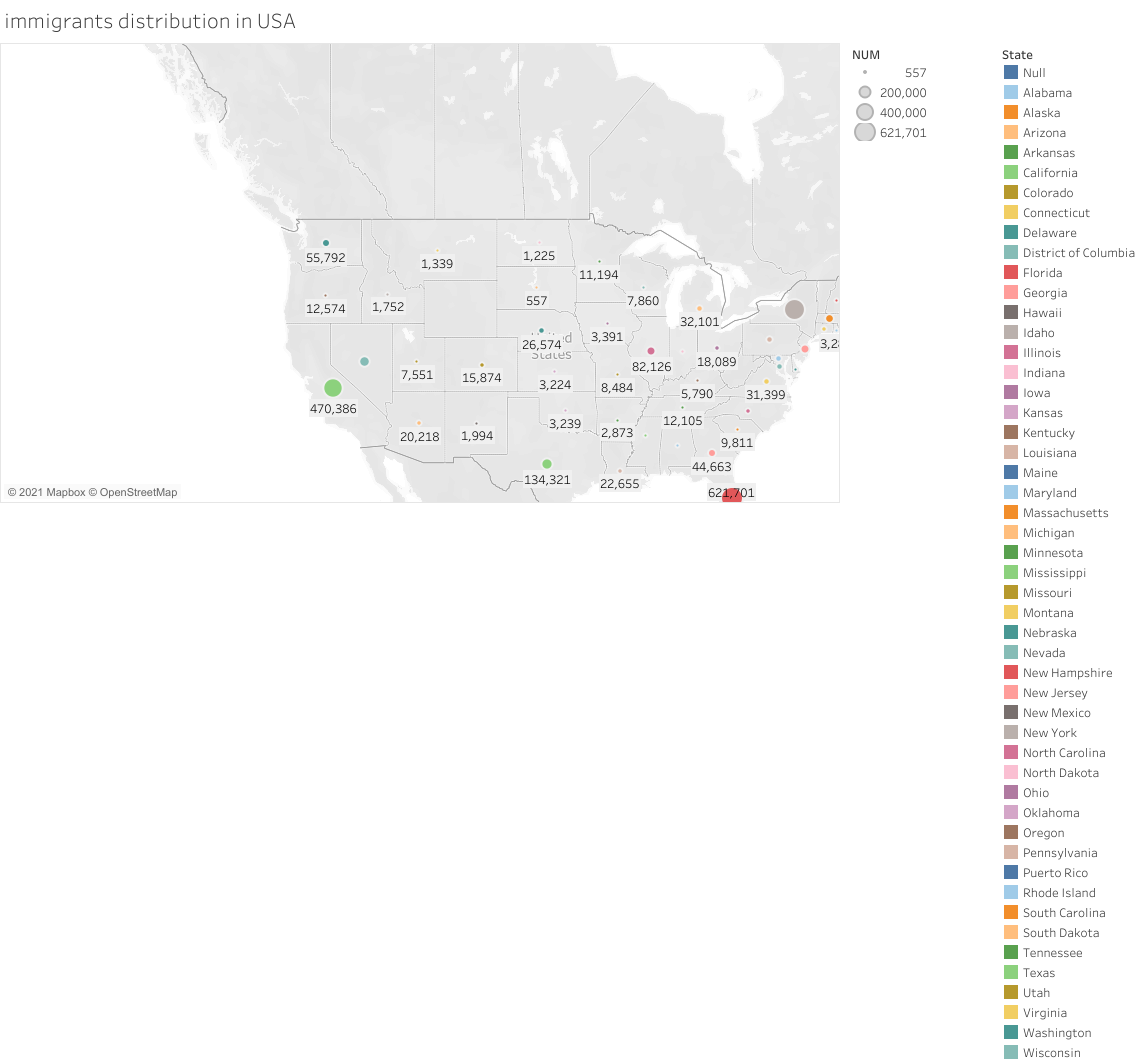 immigrants distribution in USA
NUM
557
200,000
400,000
621,701
State
Null
Alabama
Alaska
Arizona
Arkansas
California
Colorado
Connecticut
Delaware
District of Columbia
Florida
Georgia
Hawaii
Idaho
Illinois
Indiana
Iowa
Kansas
Kentucky
Louisiana
Maine
Maryland
Massachusetts
Michigan
Minnesota
Mississippi
Missouri
Montana
Nebraska
Nevada
New Hampshire
New Jersey
New Mexico
New York
North Carolina
North Dakota
Ohio
Oklahoma
Oregon
Pennsylvania
Puerto Rico
Rhode Island
South Carolina
South Dakota
Tennessee
Texas
Utah
Virginia
Washington
Wisconsin
55,792
1,339
1,225
11,194
12,574
1,752
557
7,860
32,101
26,574
3,391
3,28
States
7,551
15,874
3,224
82,126
18,089
8,484
5,790
31,399
470,386
20,218
1,994
3,239
2,873
12,105
9,811
134,321
22,655
44,663
621,701
© 2021 Mapbox © OpenStreetMap